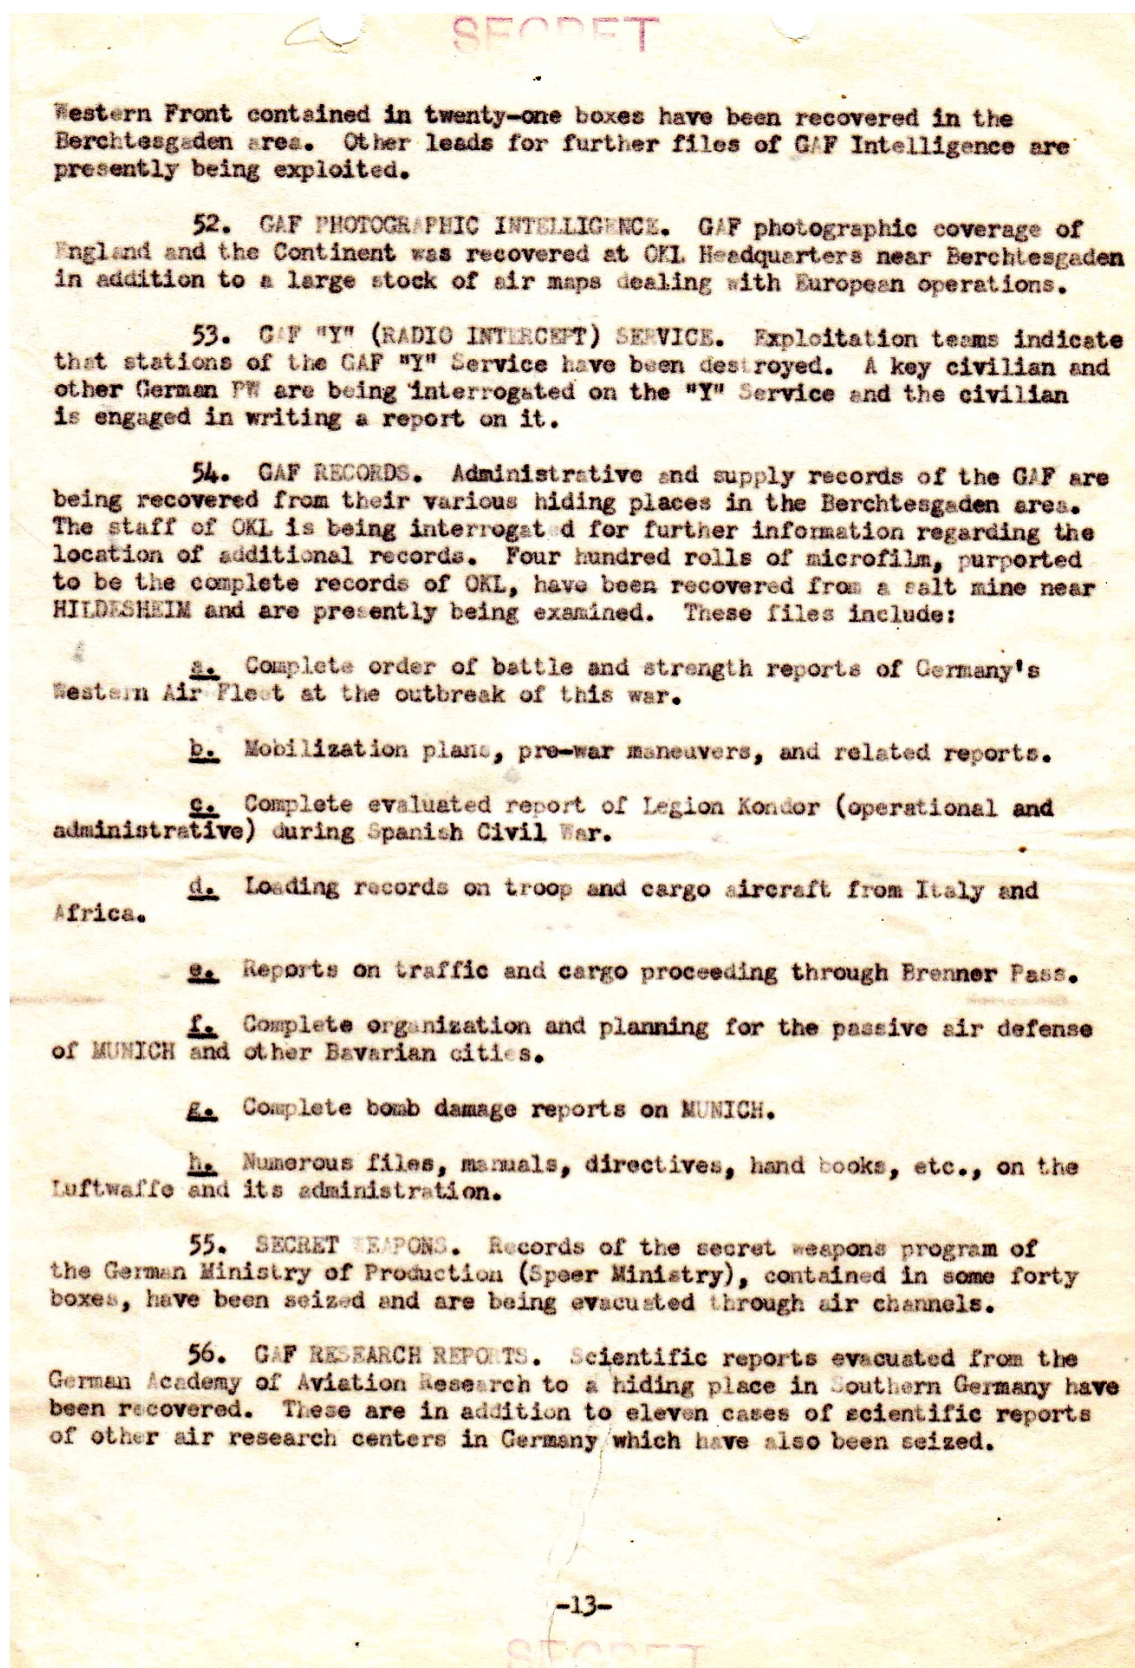 SECRET
Western Front contained in twenty-one boxes have been recovered in the
Berchtesgaden area. Other leads for further files of GAF Intelligence are
presently being exploited.
52. GAF PHOTOGRAPHIC INTELLIGENCE. GAF photographic coverage of
England and the Continent was recovered at OKL Headquarters near Berchtesgaden
in addition to a large stock of air maps dealing with European operations.
53. GAF "Y" (RADIO INTERCEPT) SERVICE. Exploitation teams indicate
that stations of the GAF "Y" Service have been destroyed. A key civilian and
other German PW are being interrogated on the "Y" Service and the civilian
is engaged in writing a report on it.
54. GAF RECORDS. Administrative and supply records of the GAF are
being recovered from their various hiding places in the Berchtesgaden area.
The staff of OKL is being interrogated for further information regarding the
location of additional records. Four hundred rolls of microfilm, purported
to be the complete records of OKL, have been recovered from a salt mine near
HILDESHEIM and are presently being examined. These files include:
a. Complete order of battle and strength reports of Germany's
Western Air Fleet at the outbreak of this war.
b. Mobilization plans, pre-war maneuvers, and related reports.
c. Complete evaluated report of Legion Kondor (operational and
administrative) during Spanish Civil War.
d. Loading records on troop and cargo aircraft from Italy and
Africa.
e. Reports on traffic and cargo proceeding through Brenner Pass.
f. Complete organization and planning for the passive air defense
of MUNICH and other Bavarian cities.
g. Complete bomb damage reports on MUNICH.
h. Numerous files, manuals, directives, hand books, etc., on the
Luftwaffe and its administration.
55. SECRET WEAPONS. Records of the secret weapons program of
the German Ministry of Production (Speer Ministry), contained in some forty
boxes, have been seized and are being evacuated through air channels.
56. GAF RESEARCH REPORTS. Scientific reports evacuated from the
German Academy of Aviation Research to a hiding place in Southern Germany have
been recovered. These are in addition to eleven cases of scientific reports
of other air research centers in Germany which have also been seized.
-13-
SECRET